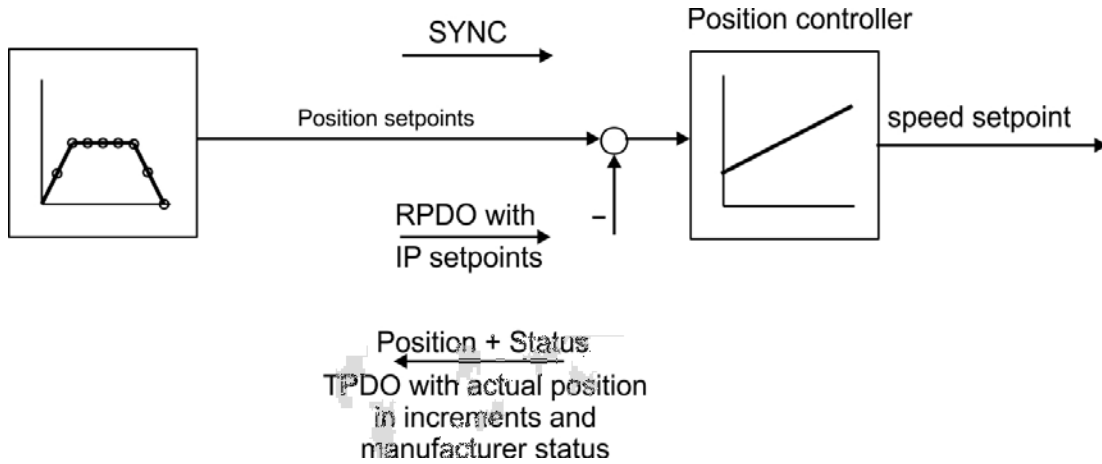 Position controller
SYNC
Position setpoints
speed setpoint
RPDO with
IP setpoints
–
Position + Status
TPDO with actual position
in increments and
manufacturer status